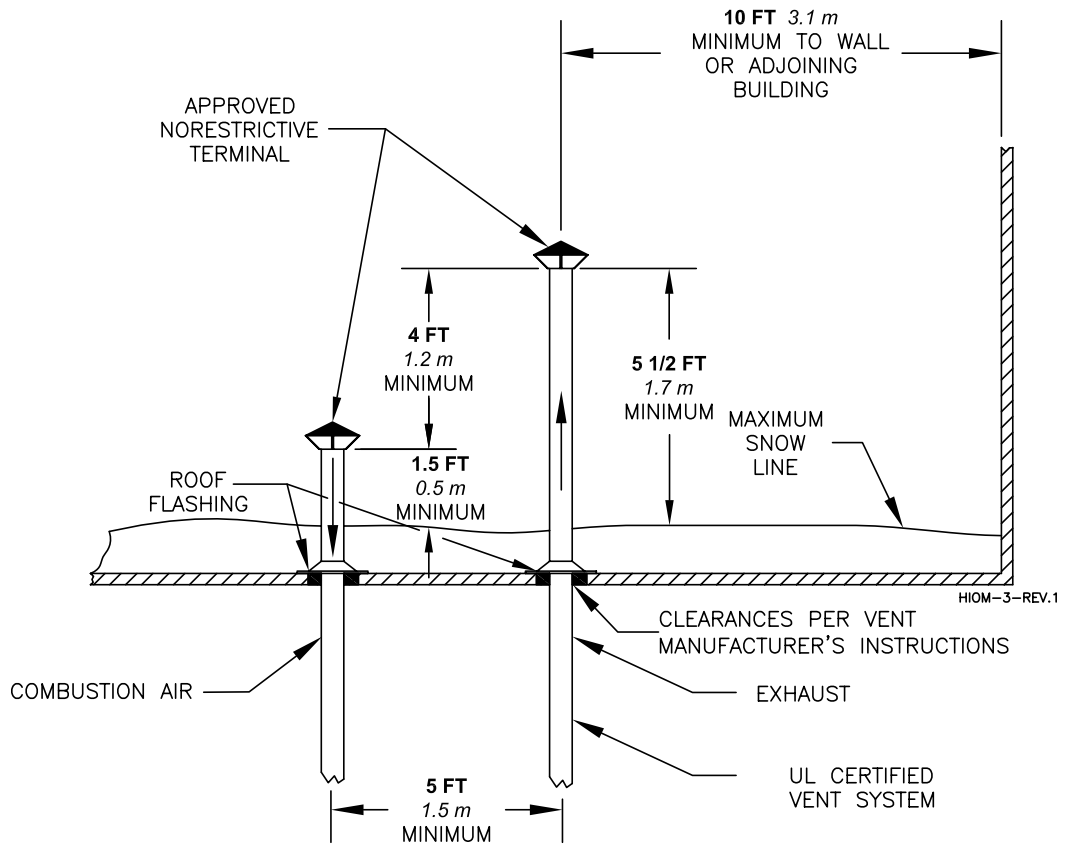 10 FT 3.1 m
MINIMUM TO WALL
OR ADJOINING
BUILDING
APPROVED
NORESTRICTIVE
TERMINAL
4 FT
1.2 m
MINIMUM
5 1/2 FT
1.7 m
MINIMUM
MAXIMUM
SNOW
LINE
1.5 FT
0.5 m
MINIMUM
ROOF
FLASHING
HIOM-3-REV.1
CLEARANCES PER VENT
MANUFACTURER'S INSTRUCTIONS
COMBUSTION AIR
EXHAUST
UL CERTIFIED
VENT SYSTEM
5 FT
1.5 m
MINIMUM